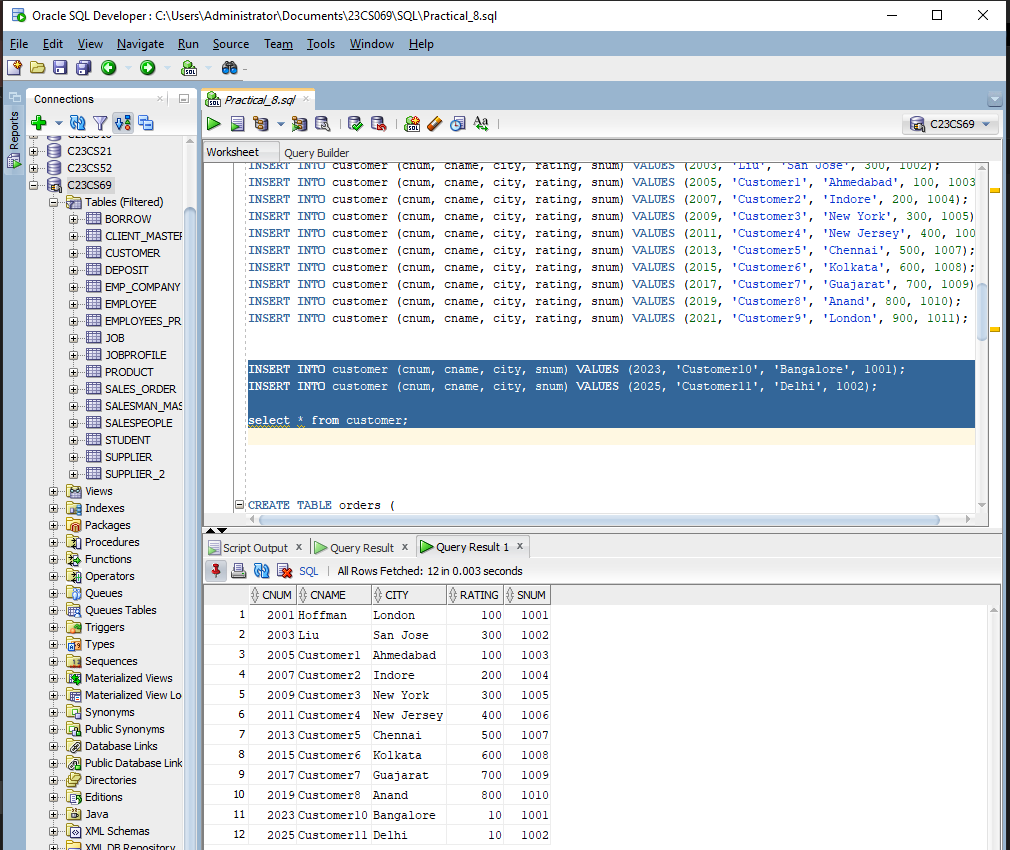 Oracle SQL Developer : C:\Users\Administrator\Documents\23CS069\SQL\Practical_8.sql
File Edit View Navigate Run Source Team Tools Window Help
Reports
Connections
C23CS21
C23CS52
C23CS69
Tables (Filtered)
BORROW
CLIENT_MASTER
CUSTOMER
DEPOSIT
EMP_COMPANY
EMPLOYEE
EMPLOYEES_PR
JOB
JOBPROFILE
PRODUCT
SALES_ORDER
SALESMAN_MAS
SALESPEOPLE
STUDENT
SUPPLIER
SUPPLIER_2
Views
Indexes
Packages
Procedures
Functions
Operators
Queues
Queues Tables
Triggers
Types
Sequences
Materialized Views
Materialized View Lo
Synonyms
Public Synonyms
Database Links
Public Database Link
Directories
Editions
Java
XML Schemas
XML DB Repository
Practical_8.sql
C23CS69
Worksheet Query Builder
INSERT INTO customer (cnum, cname, city, rating, snum) VALUES (2003, 'Liu', 'San Jose', 300, 1002);
INSERT INTO customer (cnum, cname, city, rating, snum) VALUES (2005, 'Customer1', 'Ahmedabad', 100, 1003
INSERT INTO customer (cnum, cname, city, rating, snum) VALUES (2007, 'Customer2', 'Indore', 200, 1004);
INSERT INTO customer (cnum, cname, city, rating, snum) VALUES (2009, 'Customer3', 'New York', 300, 1005)
INSERT INTO customer (cnum, cname, city, rating, snum) VALUES (2011, 'Customer4', 'New Jersey', 400, 100
INSERT INTO customer (cnum, cname, city, rating, snum) VALUES (2013, 'Customer5', 'Chennai', 500, 1007);
INSERT INTO customer (cnum, cname, city, rating, snum) VALUES (2015, 'Customer6', 'Kolkata', 600, 1008);
INSERT INTO customer (cnum, cname, city, rating, snum) VALUES (2017, 'Customer7', 'Guajarat', 700, 1009)
INSERT INTO customer (cnum, cname, city, rating, snum) VALUES (2019, 'Customer8', 'Anand', 800, 1010);
INSERT INTO customer (cnum, cname, city, rating, snum) VALUES (2021, 'Customer9', 'London', 900, 1011);
INSERT INTO customer (cnum, cname, city, snum) VALUES (2023, 'Customer10', 'Bangalore', 1001);
INSERT INTO customer (cnum, cname, city, snum) VALUES (2025, 'Customer11', 'Delhi', 1002);
select * from customer;
CREATE TABLE orders (
Script Output x Query Result x Query Result 1 x
SQL | All Rows Fetched: 12 in 0.003 seconds
CNUM CNAME CITY RATING SNUM
1 2001 Hoffman London 100 1001
2 2003 Liu San Jose 300 1002
3 2005 Customer1 Ahmedabad 100 1003
4 2007 Customer2 Indore 200 1004
5 2009 Customer3 New York 300 1005
6 2011 Customer4 New Jersey 400 1006
7 2013 Customer5 Chennai 500 1007
8 2015 Customer6 Kolkata 600 1008
9 2017 Customer7 Guajarat 700 1009
10 2019 Customer8 Anand 800 1010
11 2023 Customer10 Bangalore 10 1001
12 2025 Customer11 Delhi 10 1002